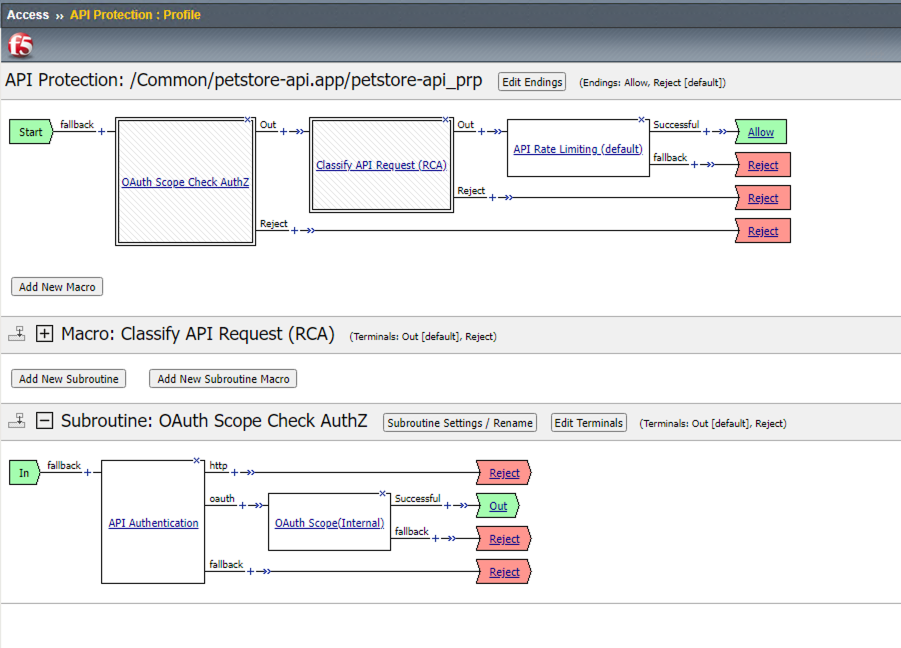 Access » API Protection : Profile
f5
API Protection: /Common/petstore-api.app/petstore-api_prp Edit Endings (Endings: Allow, Reject [default])
Start fallback + Out + Out + Successful + Allow
OAuth Scope Check AuthZ Classify API Request (RCA) API Rate Limiting (default)
fallback + Reject
Reject + Reject
Reject + Reject
Add New Macro
+ Macro: Classify API Request (RCA) (Terminals: Out [default], Reject)
Add New Subroutine Add New Subroutine Macro
− Subroutine: OAuth Scope Check AuthZ Subroutine Settings / Rename Edit Terminals (Terminals: Out [default], Reject)
In fallback + http + Reject
API Authentication oauth + OAuth Scope(Internal) Successful + Out
fallback + Reject
fallback + Reject